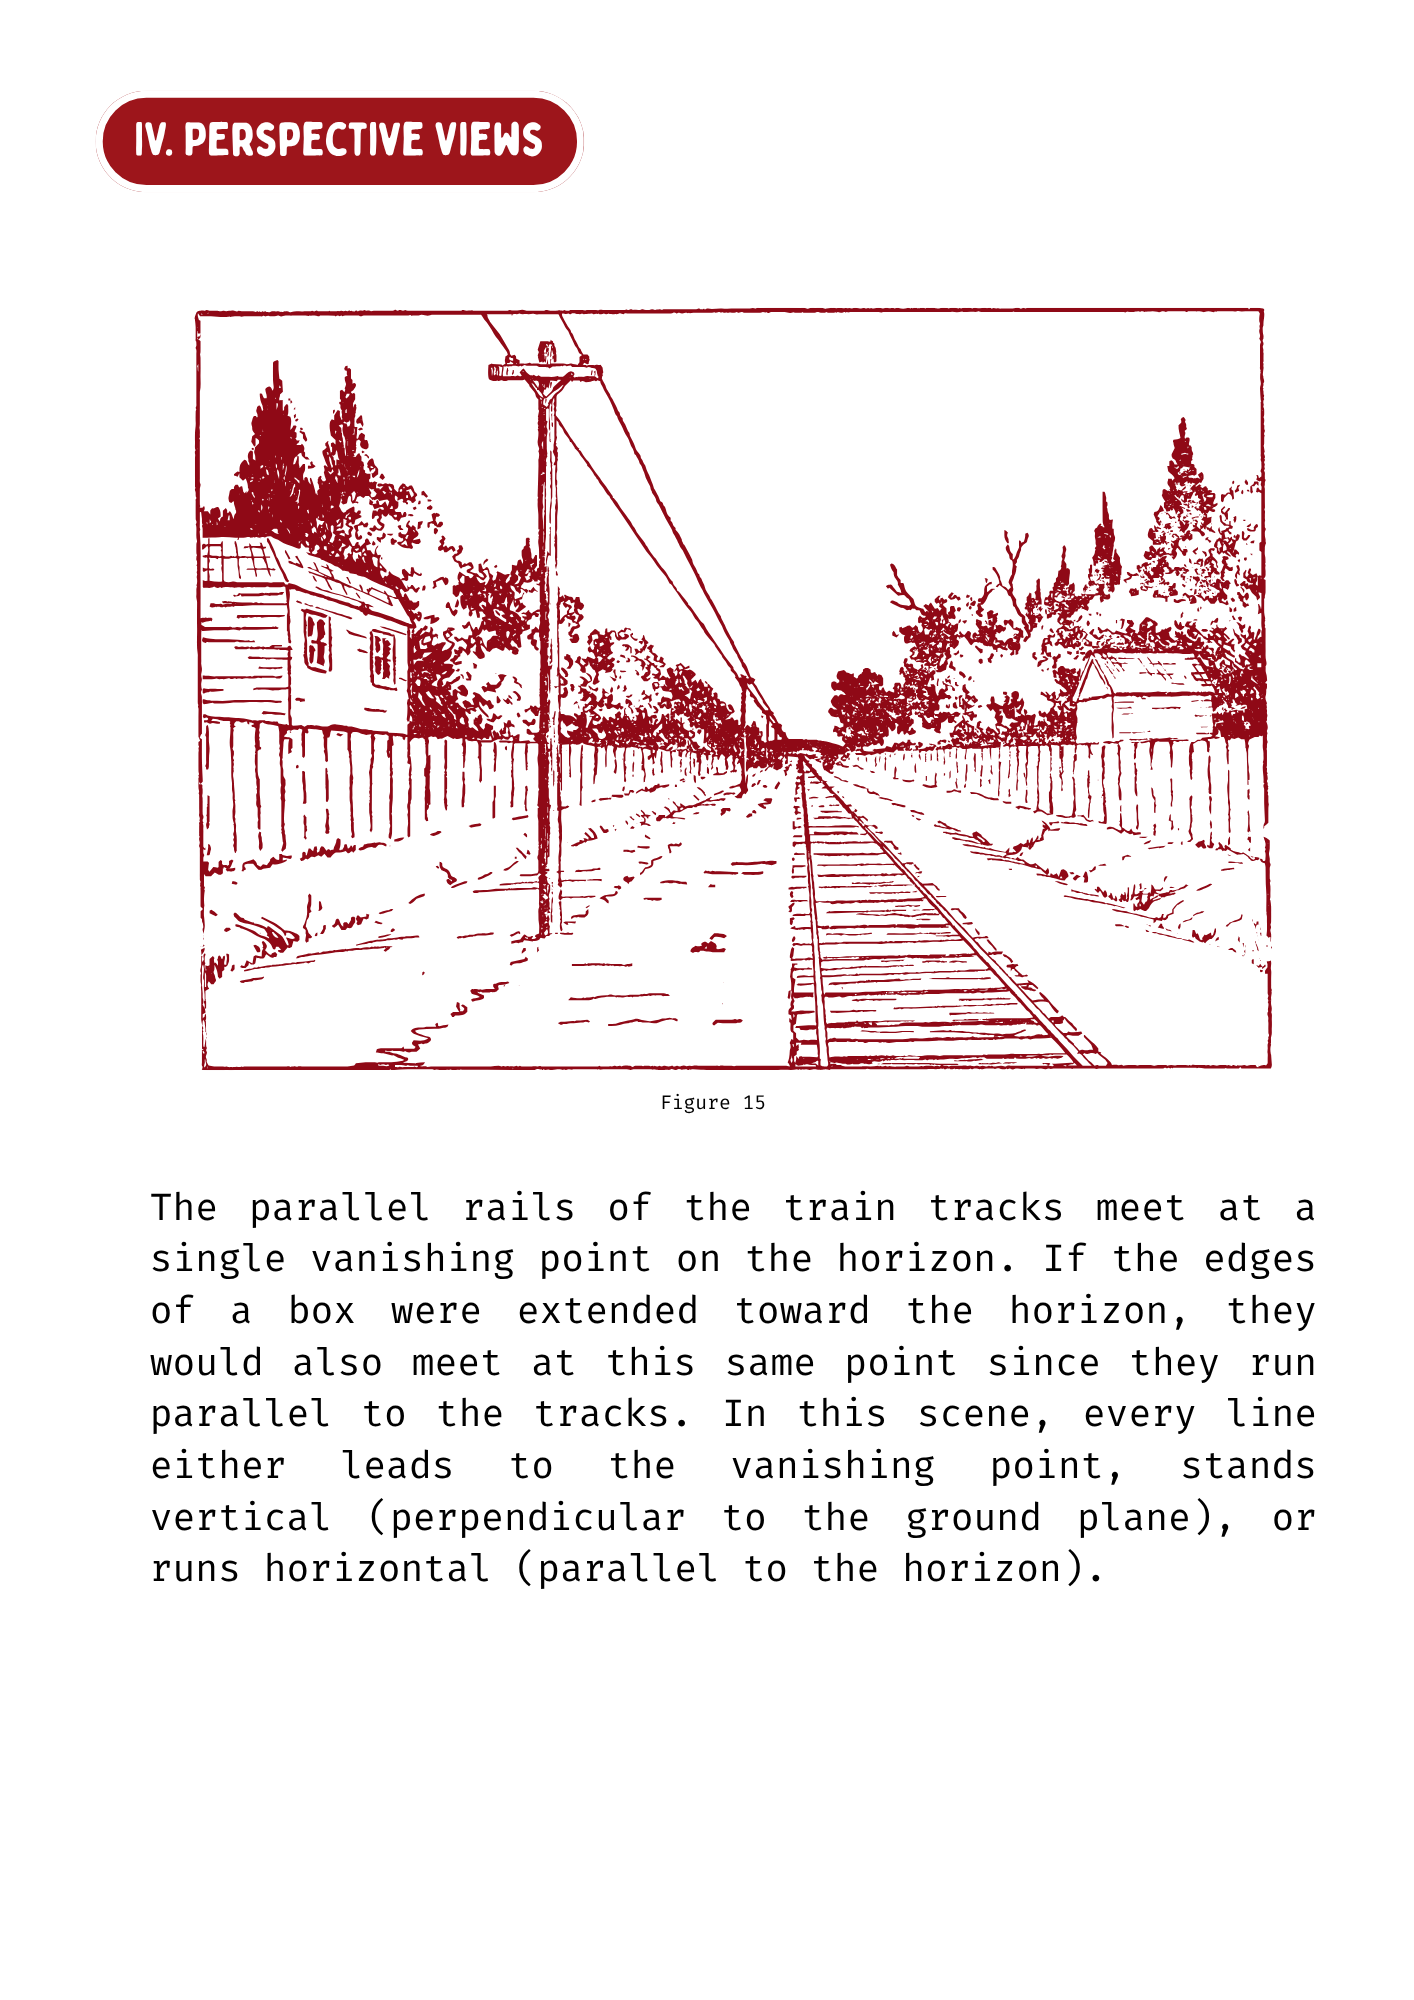 IV. PERSPECTIVE VIEWS
Figure 15
The parallel rails of the train tracks meet at a
single vanishing point on the horizon. If the edges
of a box were extended toward the horizon, they
would also meet at this same point since they run
parallel to the tracks. In this scene, every line
either leads to the vanishing point, stands
vertical (perpendicular to the ground plane), or
runs horizontal (parallel to the horizon).